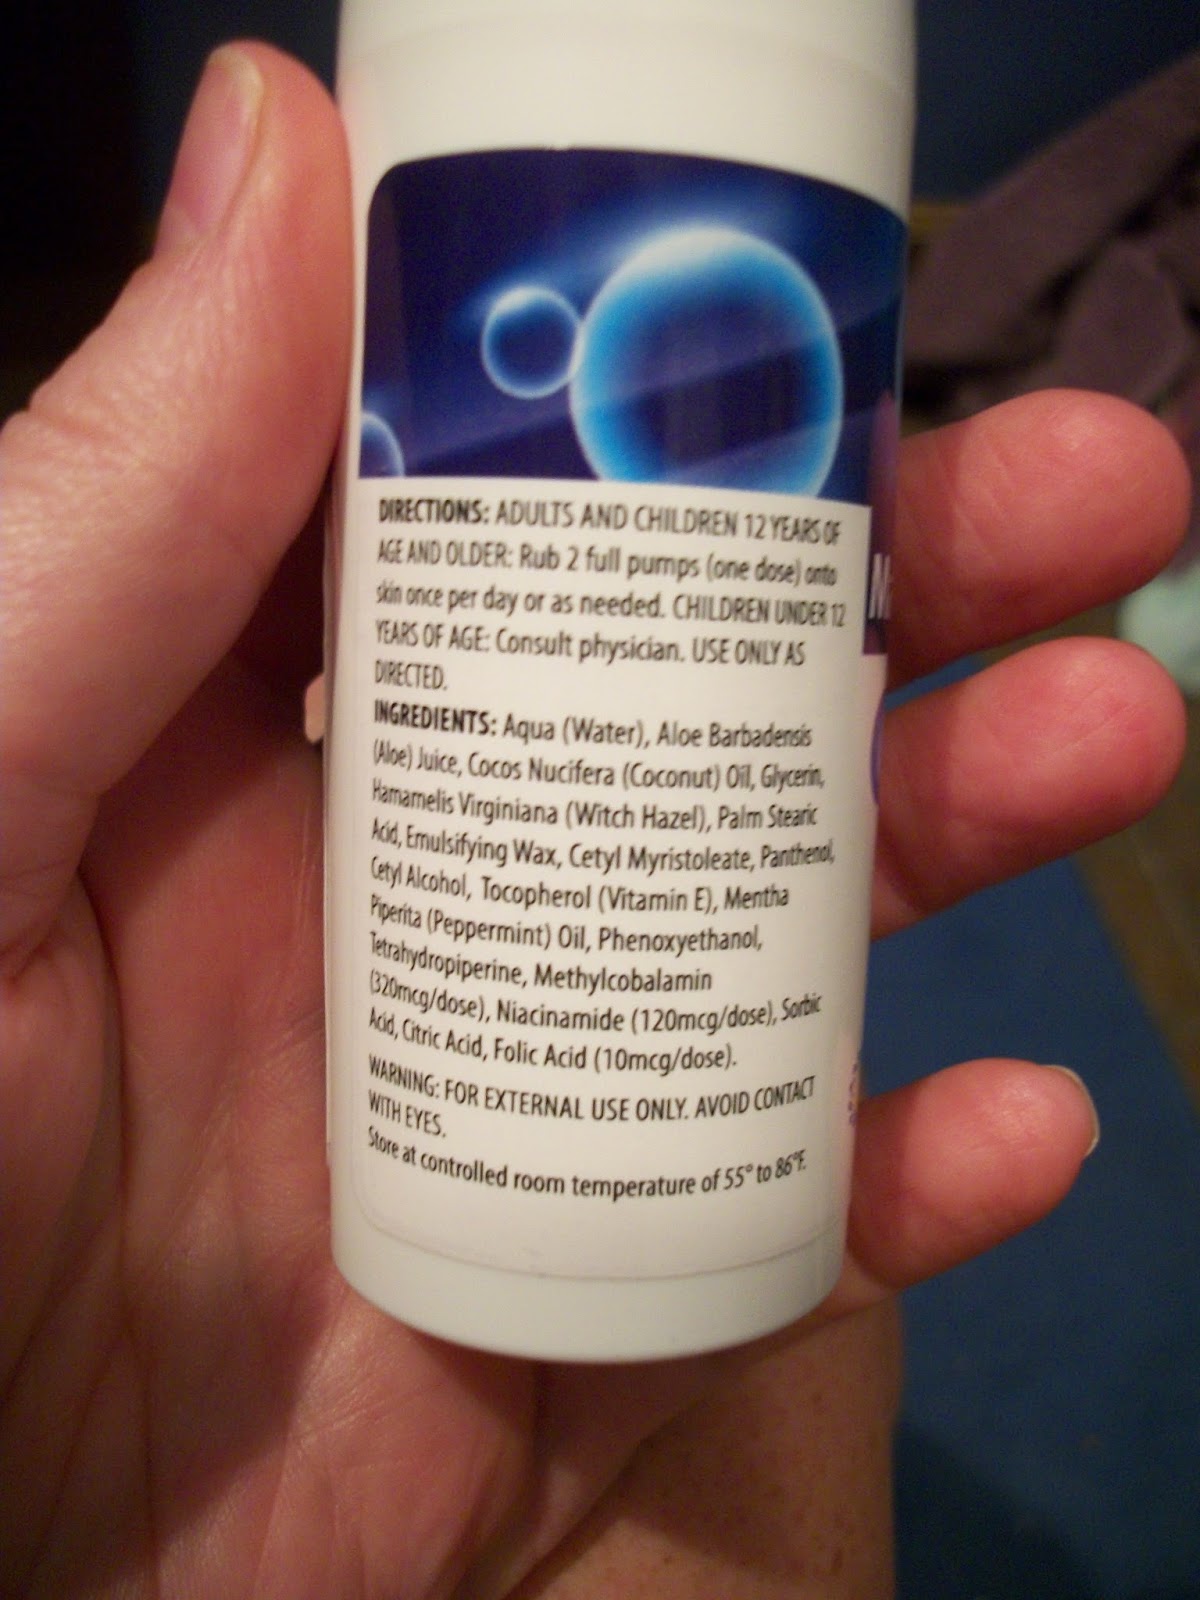 DIRECTIONS: ADULTS AND CHILDREN 12 YEARS OF
AGE AND OLDER: Rub 2 full pumps (one dose) onto
skin once per day or as needed. CHILDREN UNDER 12
YEARS OF AGE: Consult physician. USE ONLY AS
DIRECTED.
INGREDIENTS: Aqua (Water), Aloe Barbadensis
(Aloe) Juice, Cocos Nucifera (Coconut) Oil, Glycerin,
Hamamelis Virginiana (Witch Hazel), Palm Stearic
Acid, Emulsifying Wax, Cetyl Myristoleate, Panthenol,
Cetyl Alcohol, Tocopherol (Vitamin E), Mentha
Piperita (Peppermint) Oil, Phenoxyethanol,
Tetrahydropiperine, Methylcobalamin
(320mcg/dose), Niacinamide (120mcg/dose), Sorbic
Acid, Citric Acid, Folic Acid (10mcg/dose).
WARNING: FOR EXTERNAL USE ONLY. AVOID CONTACT
WITH EYES.
Store at controlled room temperature of 55° to 86°F.